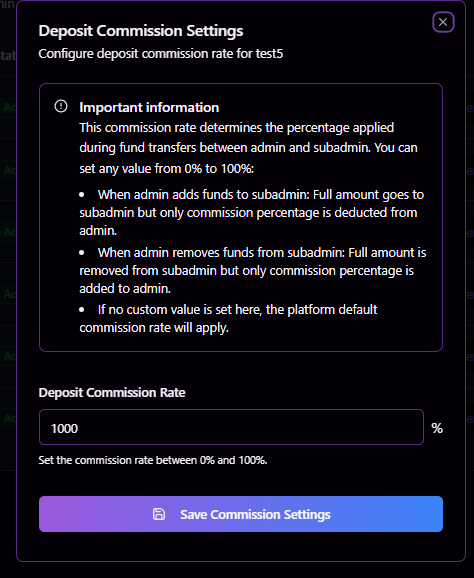 Deposit Commission Settings
Configure deposit commission rate for test5
Important information
This commission rate determines the percentage applied
during fund transfers between admin and subadmin. You can
set any value from 0% to 100%:
• When admin adds funds to subadmin: Full amount goes to
subadmin but only commission percentage is deducted from
admin.
• When admin removes funds from subadmin: Full amount is
removed from subadmin but only commission percentage is
added to admin.
• If no custom value is set here, the platform default
commission rate will apply.
Deposit Commission Rate
1000
%
Set the commission rate between 0% and 100%.
Save Commission Settings